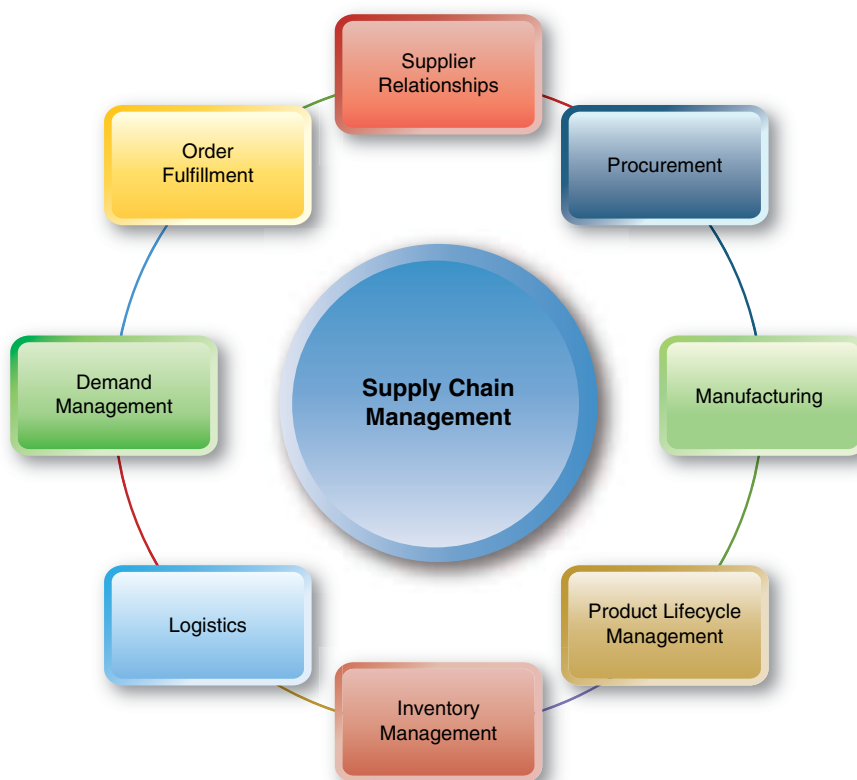 Supplier
Relationships
Procurement
Manufacturing
Product Lifecycle
Management
Inventory
Management
Logistics
Demand
Management
Order
Fulfillment
Supply Chain
Management